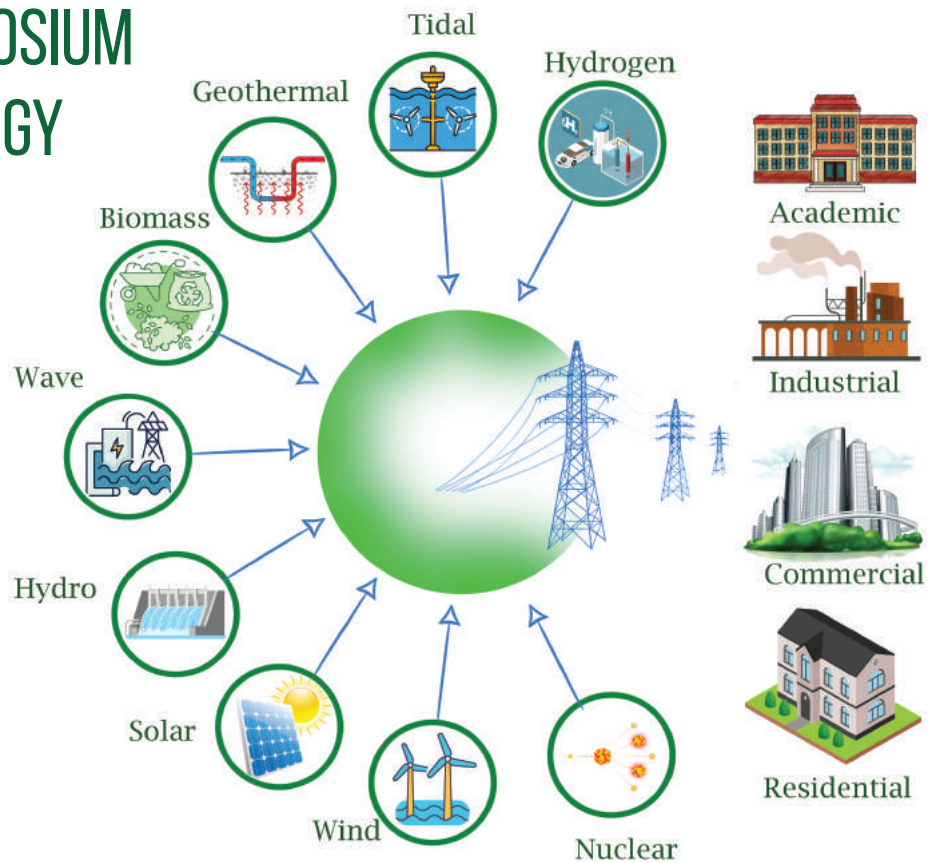 OSIUM
GY
Tidal
Hydrogen
Geothermal
Biomass
Wave
Hydro
Solar
Wind
Nuclear
Academic
Industrial
Commercial
Residential